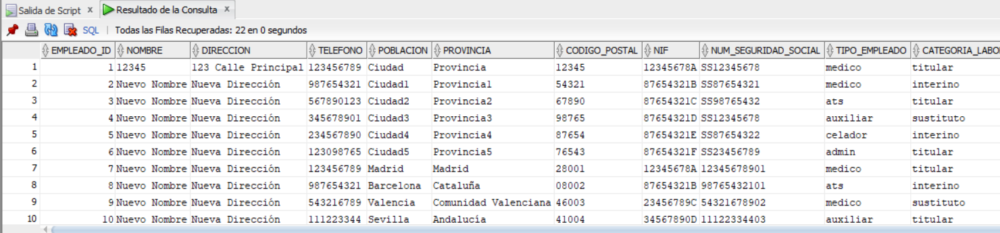 Salida de Script x Resultado de la Consulta x
SQL | Todas las Filas Recuperadas: 22 en 0 segundos
EMPLEADO_ID NOMBRE DIRECCION TELEFONO POBLACION PROVINCIA CODIGO_POSTAL NIF NUM_SEGURIDAD_SOCIAL TIPO_EMPLEADO CATEGORIA_LABO
1 1 12345 123 Calle Principal 123456789 Ciudad Provincia 12345 12345678A SS12345678 medico titular
2 2 Nuevo Nombre Nueva Dirección 987654321 Ciudad1 Provincia1 54321 87654321B SS87654321 medico interino
3 3 Nuevo Nombre Nueva Dirección 567890123 Ciudad2 Provincia2 67890 87654321C SS98765432 ats titular
4 4 Nuevo Nombre Nueva Dirección 345678901 Ciudad3 Provincia3 98765 87654321D SS12345678 auxiliar sustituto
5 5 Nuevo Nombre Nueva Dirección 234567890 Ciudad4 Provincia4 87654 87654321E SS87654322 celador interino
6 6 Nuevo Nombre Nueva Dirección 123098765 Ciudad5 Provincia5 76543 87654321F SS23456789 admin titular
7 7 Nuevo Nombre Nueva Dirección 123456789 Madrid Madrid 28001 12345678A 12345678901 medico titular
8 8 Nuevo Nombre Nueva Dirección 987654321 Barcelona Cataluña 08002 87654321B 98765432101 ats interino
9 9 Nuevo Nombre Nueva Dirección 543216789 Valencia Comunidad Valenciana 46003 23456789C 54321678902 medico sustituto
10 10 Nuevo Nombre Nueva Dirección 111223344 Sevilla Andalucía 41004 34567890D 11122334403 auxiliar titular